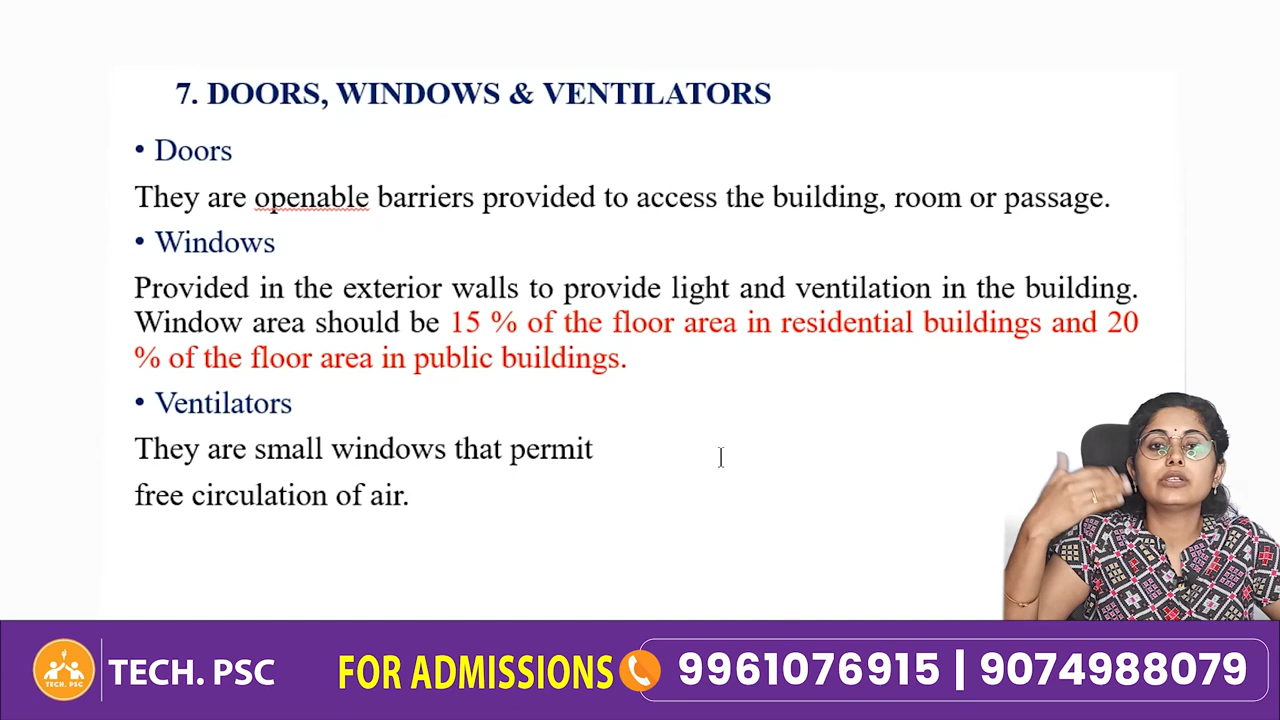 7. DOORS, WINDOWS & VENTILATORS
• Doors
They are openable barriers provided to access the building, room or passage.
• Windows
Provided in the exterior walls to provide light and ventilation in the building.
Window area should be 15 % of the floor area in residential buildings and 20
% of the floor area in public buildings.
• Ventilators
They are small windows that permit
free circulation of air.
TECH. PSC
TECH. PSC
FOR ADMISSIONS
9961076915 | 9074988079